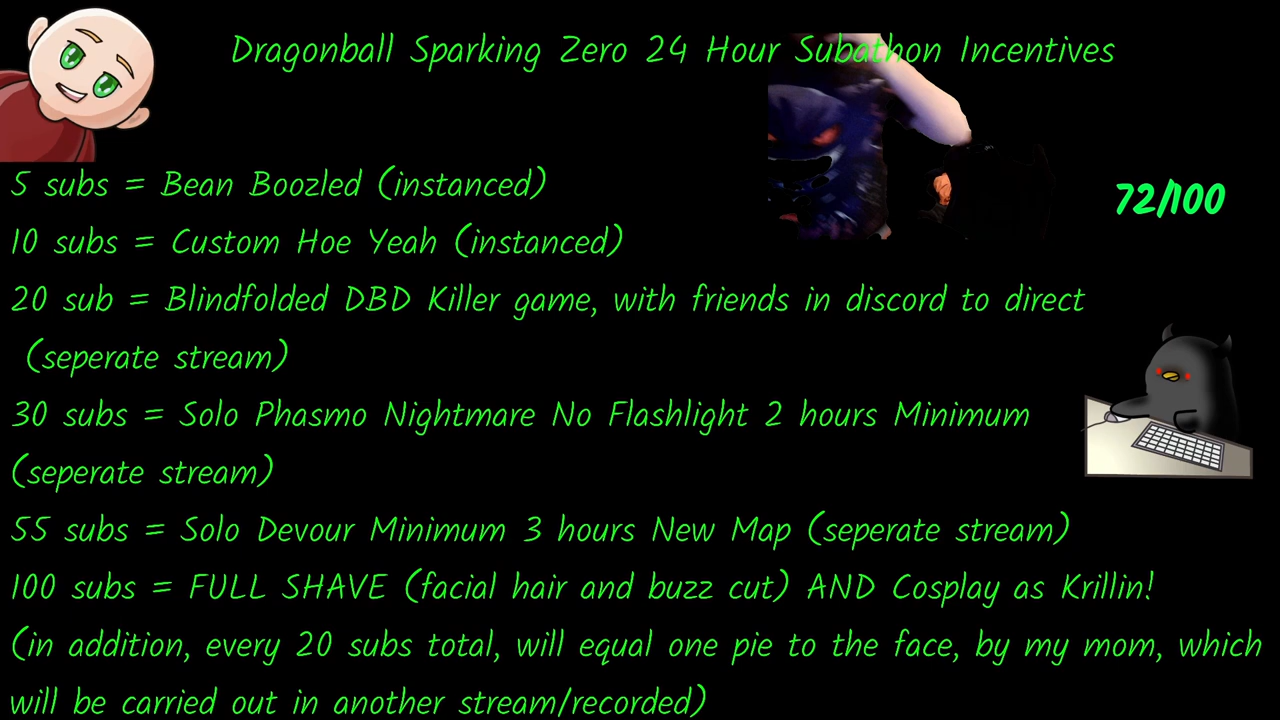 Dragonball Sparking Zero 24 Hour Subathon Incentives
5 subs = Bean Boozled (instanced)
72/100
10 subs = Custom Hoe Yeah (instanced)
20 sub = Blindfolded DBD Killer game, with friends in discord to direct
(seperate stream)
30 subs = Solo Phasmo Nightmare No Flashlight 2 hours Minimum
(seperate stream)
55 subs = Solo Devour Minimum 3 hours New Map (seperate stream)
100 subs = FULL SHAVE (facial hair and buzz cut) AND Cosplay as Krillin!
(in addition, every 20 subs total, will equal one pie to the face, by my mom, which
will be carried out in another stream/recorded)